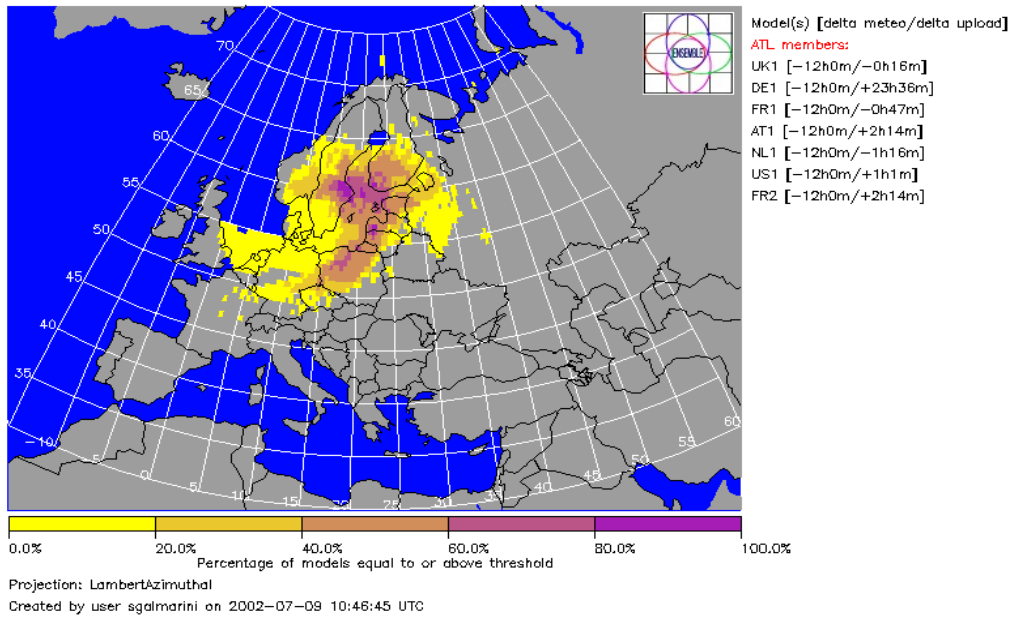 Model(s) [delta meteo/delta upload]
ATL members:
UK1 [-12h0m/-0h16m]
DE1 [-12h0m/+23h36m]
FR1 [-12h0m/-0h47m]
AT1 [-12h0m/+2h14m]
NL1 [-12h0m/-1h16m]
US1 [-12h0m/+1h1m]
FR2 [-12h0m/+2h14m]
ENSEMBLE
70
65
60
55
50
45
40
35
-10
-5
0
5
10
15
20
25
30
35
40
45
50
55
60
0.0% 20.0% 40.0% 60.0% 80.0% 100.0%
Percentage of models equal to or above threshold
Projection: LambertAzimuthal
Created by user sgalmarini on 2002-07-09 10:46:45 UTC